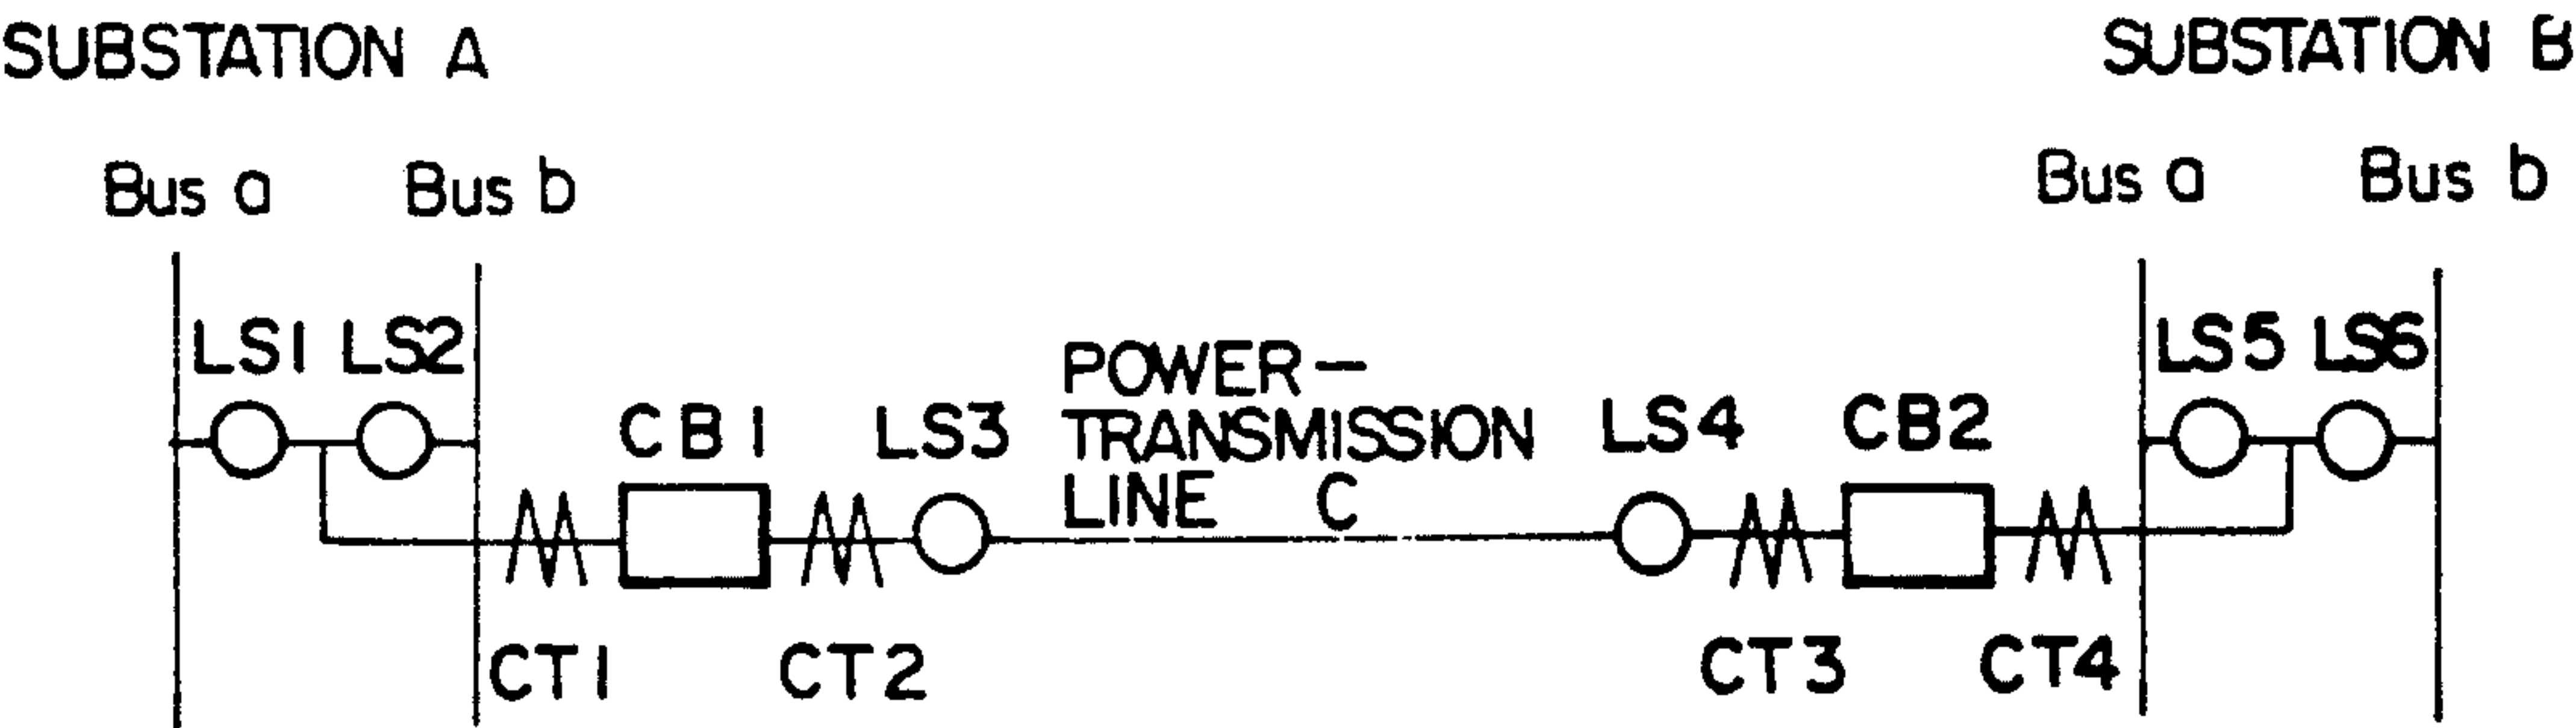 SUBSTATION A
SUBSTATION B
Bus a
Bus b
Bus a
Bus b
LS1
LS2
LS5
LS6
CB1
LS3
POWER-
TRANSMISSION
LINE C
LS4
CB2
CT1
CT2
CT3
CT4